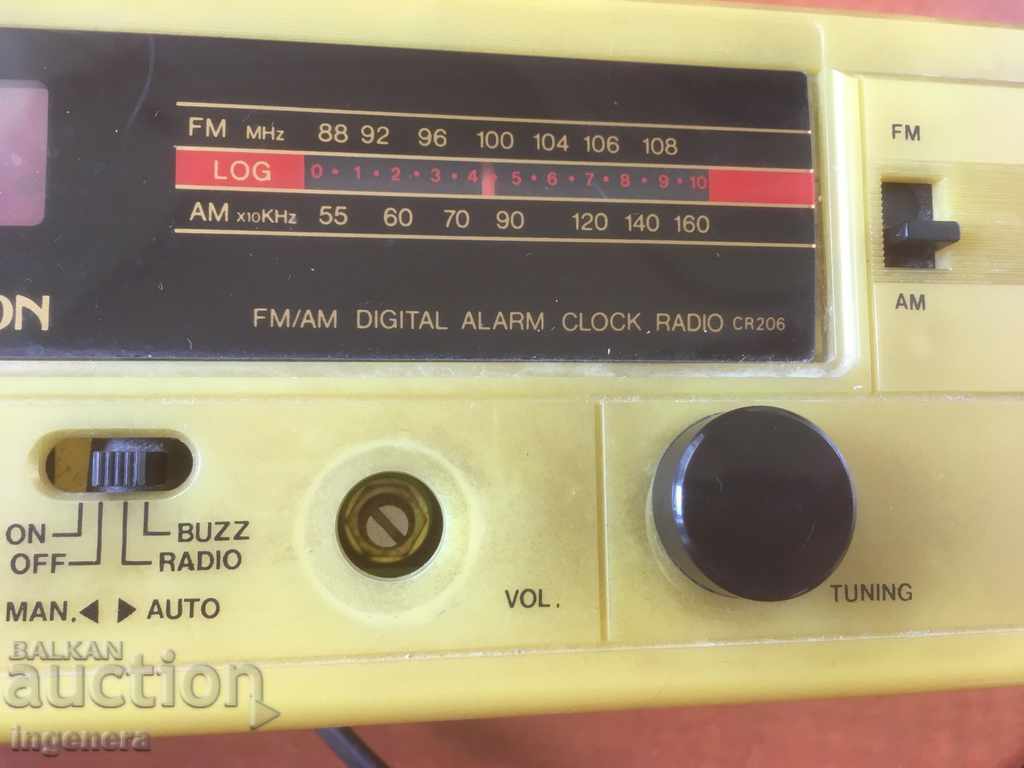 FM MHz 88 92 96 100 104 106 108
LOG 0 · 1 · 2 · 3 · 4 5 · 6 · 7 · 8 · 9 · 10
AM x10KHz 55 60 70 90 120 140 160
FM/AM DIGITAL ALARM CLOCK RADIO CR206
FM
AM
ON BUZZ
OFF RADIO
MAN. ◀ ▶ AUTO
VOL.
TUNING
BALKAN
auction
ingenera